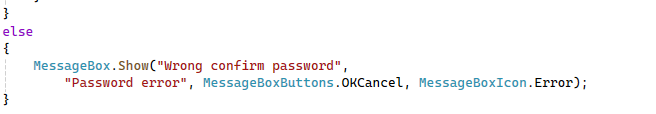 }
else
{
MessageBox.Show("Wrong confirm password",
"Password error", MessageBoxButtons.OKCancel, MessageBoxIcon.Error);
}